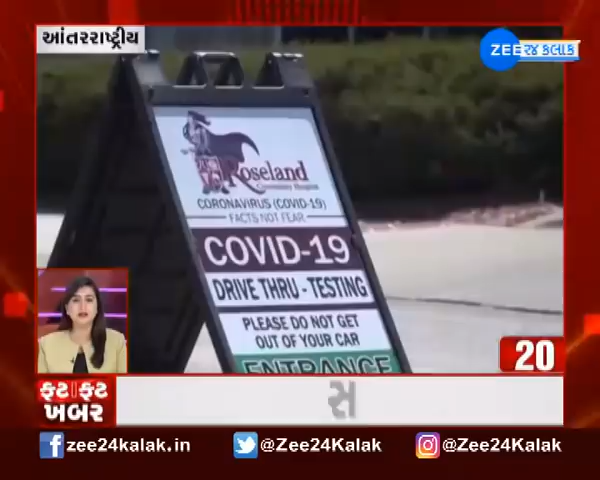 આંતરરાષ્ટ્રીય
ZEE ૨૪ કલાક
Roseland
Community Hospital
CORONAVIRUS (COVID-19)
FACTS NOT FEAR
COVID-19
DRIVE THRU - TESTING
PLEASE DO NOT GET
OUT OF YOUR CAR
ENTRANCE
20
ફટાફટ
ખબર
સ
zee24kalak.in
@Zee24Kalak
@Zee24Kalak